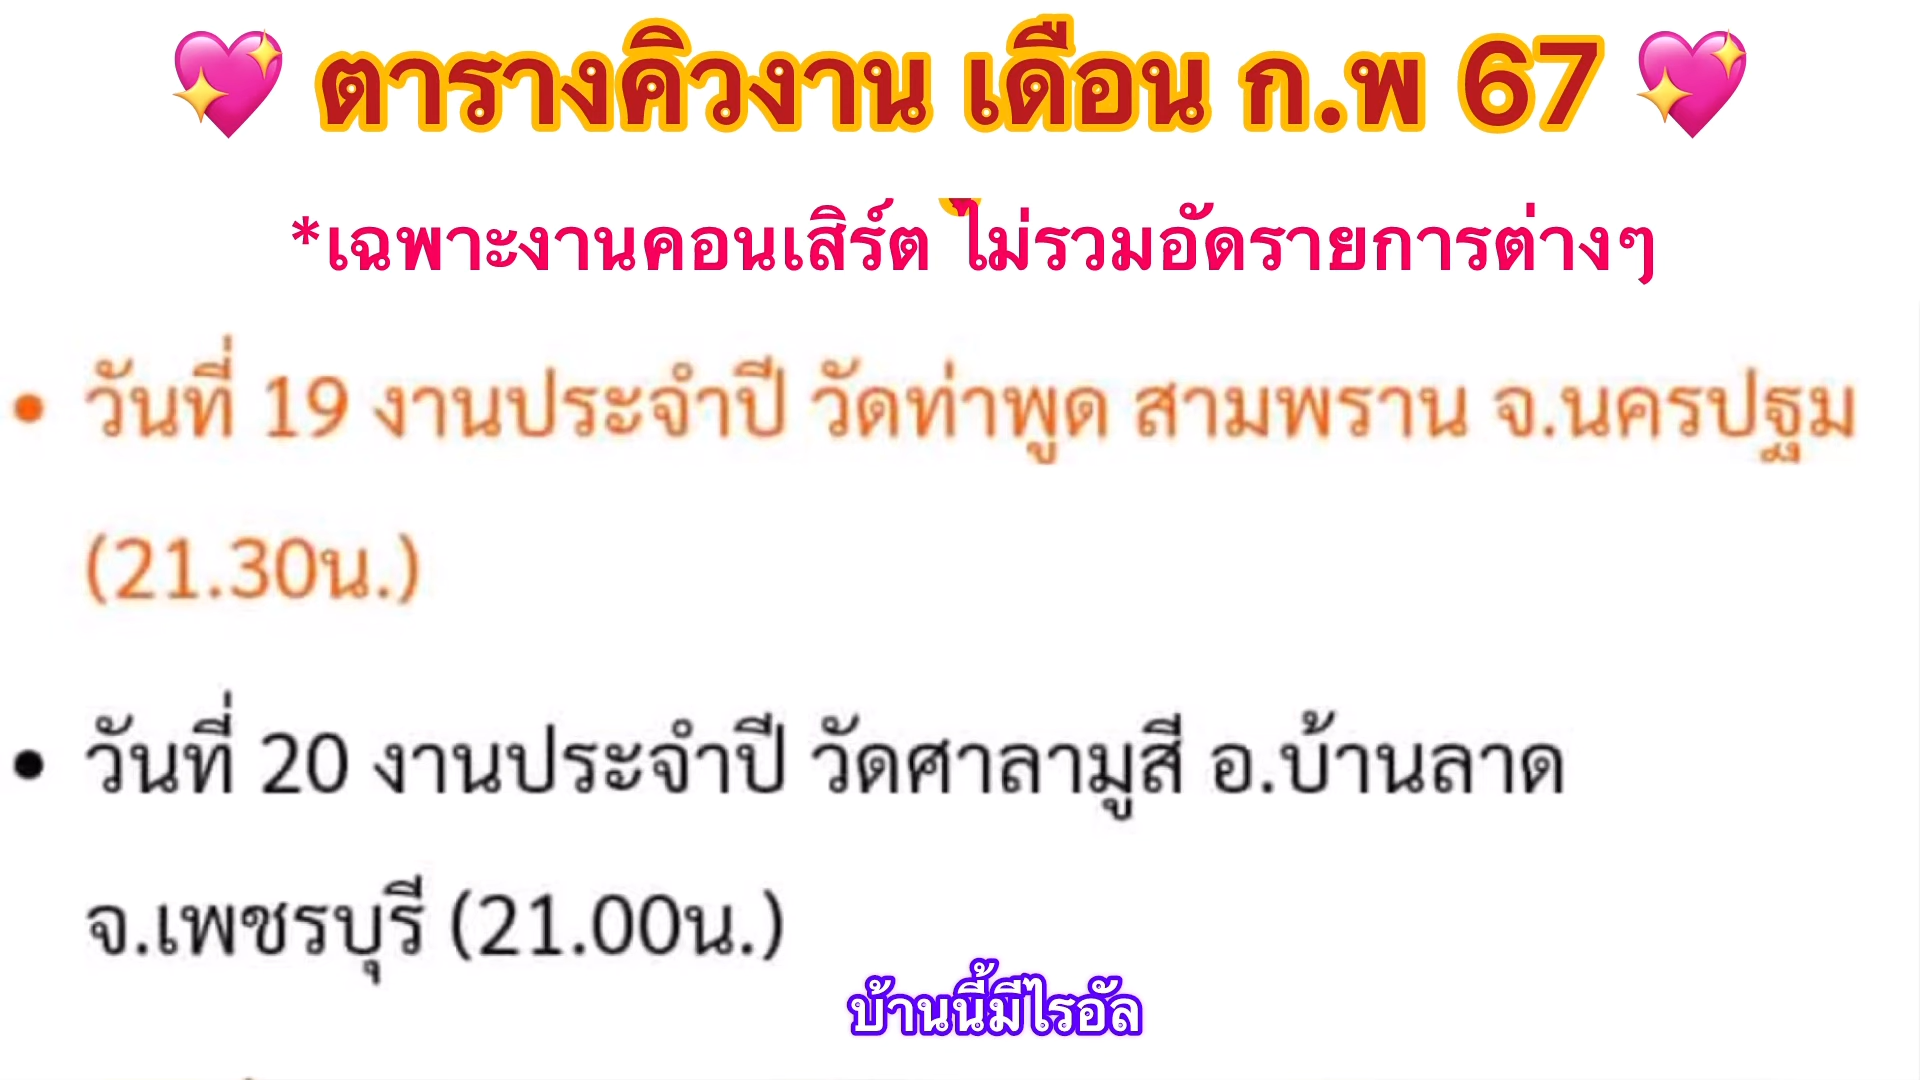 💖 ตารางคิวงาน เดือน ก.พ 67 💖
*เฉพาะงานคอนเสิร์ต ไม่รวมอัดรายการต่างๆ
• วันที่ 19 งานประจำปี วัดท่าพูด สามพราน จ.นครปฐม
(21.30น.)
• วันที่ 20 งานประจำปี วัดศาลามูสี อ.บ้านลาด
จ.เพชรบุรี (21.00น.)
บ้านนี้มีไรอัล